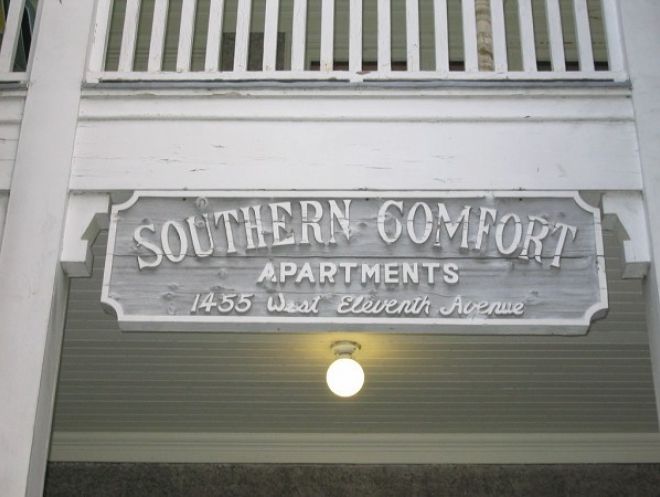 SOUTHERN COMFORT
APARTMENTS
1455 West Eleventh Avenue